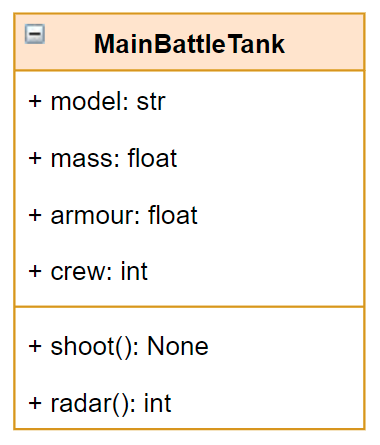 MainBattleTank
+ model: str
+ mass: float
+ armour: float
+ crew: int
+ shoot(): None
+ radar(): int